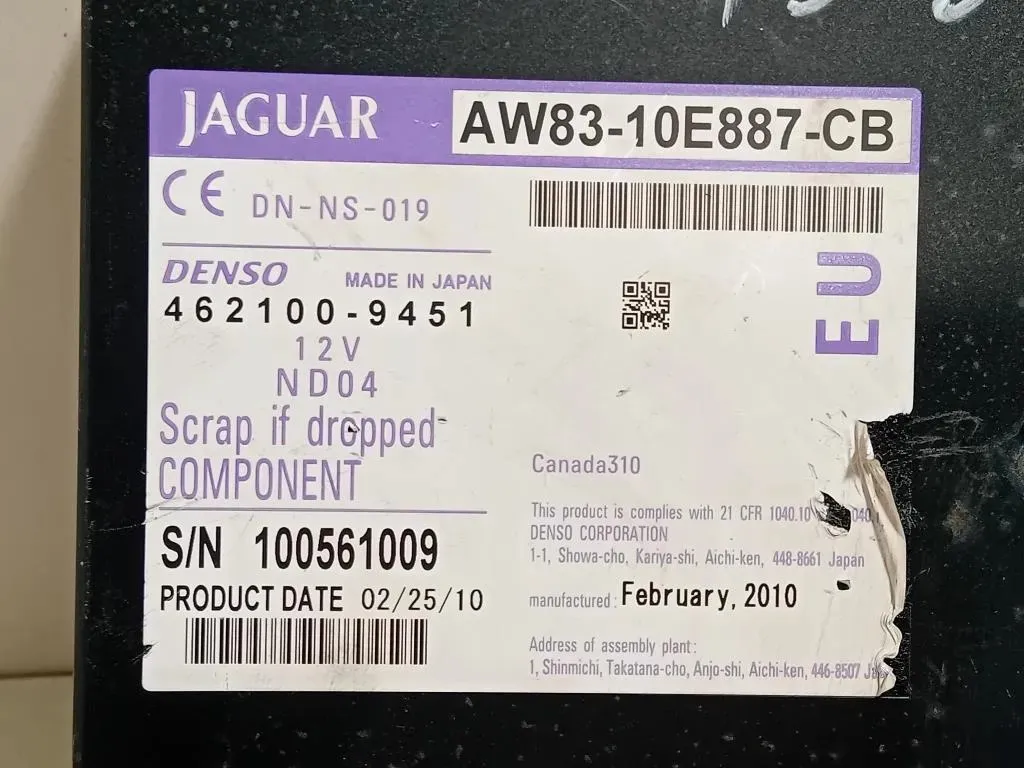 JAGUAR
AW83-10E887-CB
CE DN-NS-019
DENSO MADE IN JAPAN
462100-9451
12V
ND04
Scrap if dropped
COMPONENT
S/N 100561009
PRODUCT DATE 02/25/10
EU
Canada310
This product is complies with 21 CFR 1040.10
DENSO CORPORATION
1-1, Showa-cho, Kariya-shi, Aichi-ken, 448-8661 Japan
manufactured: February, 2010
Address of assembly plant:
1, Shinmichi, Takatana-cho, Anjo-shi, Aichi-ken, 446-8507